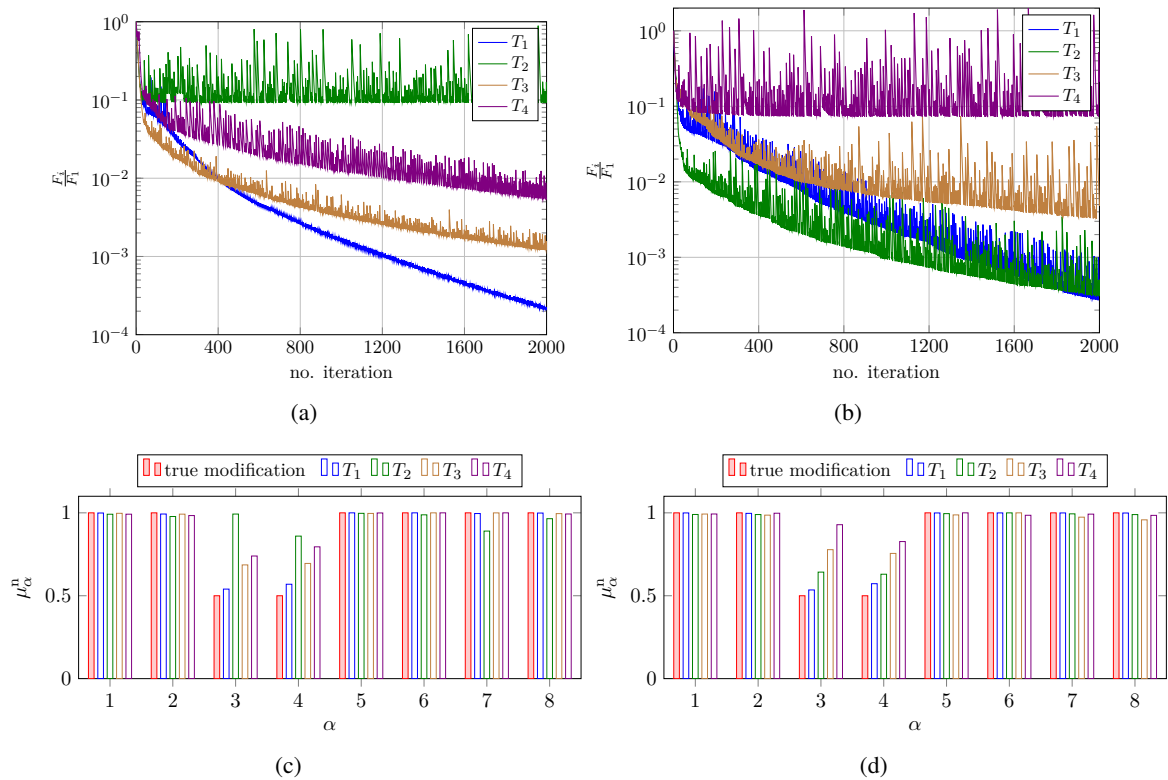 10^0
10^{-1}
10^{-2}
10^{-3}
10^{-4}
F_i/F_1
0 400 800 1200 1600 2000
no. iteration
T_1
T_2
T_3
T_4
(a)
10^0
10^{-1}
10^{-2}
10^{-3}
10^{-4}
F_i/F_1
0 400 800 1200 1600 2000
no. iteration
T_1
T_2
T_3
T_4
(b)
true modification T_1 T_2 T_3 T_4
1
0.5
0
μ_α^n
1 2 3 4 5 6 7 8
α
(c)
true modification T_1 T_2 T_3 T_4
1
0.5
0
μ_α^n
1 2 3 4 5 6 7 8
α
(d)